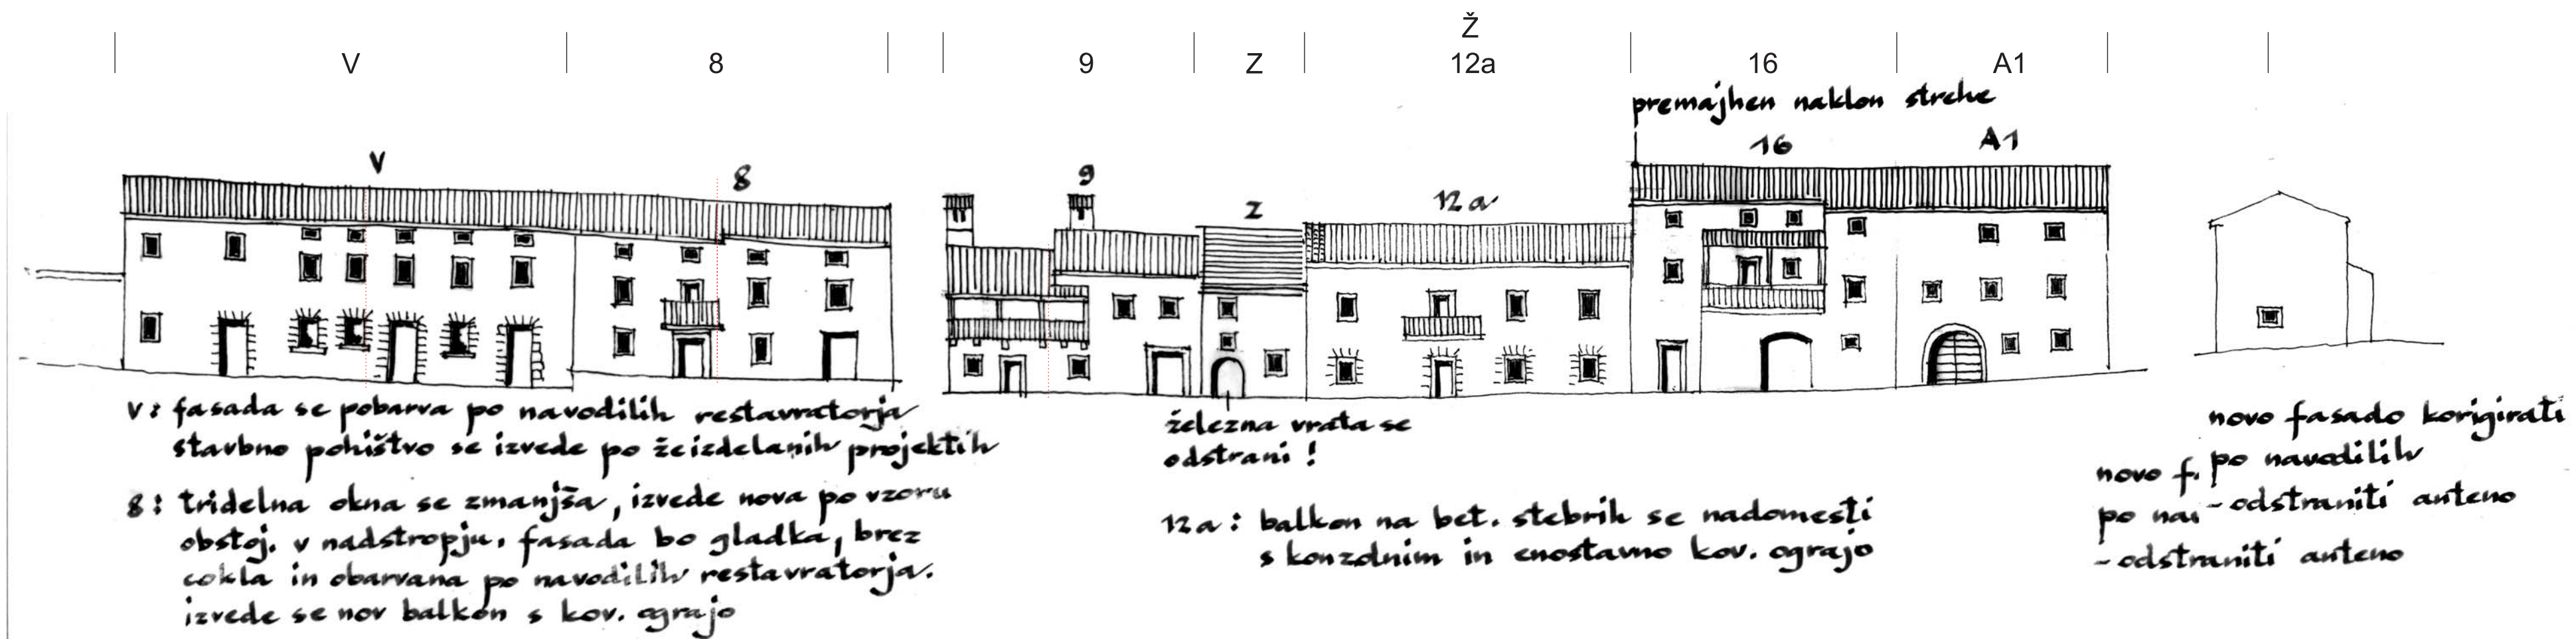 Ž
V 8 9 Z 12a 16 A1
premajhen naklon strehe
V 8 9 Z 12a 16 A1
V: fasada se pobarva po navodilih restavratorja
stavbno pohištvo se izvede po že izdelanih projektih
8: tridelna okna se zmanjša, izvede nova po vzoru
obstoj. v nadstropju. fasada bo gladka, brez
cokla in obarvana po navodilih restavratorja.
izvede se nov balkon s kov. ograjo
železna vrata se
odstrani!
12a: balkon na bet. stebrih se nadomesti
s konzolnim in enostavno kov. ograjo
novo fasado korigirati
po navodilih
- odstraniti anteno
novo f.
po nav
- odstraniti anteno